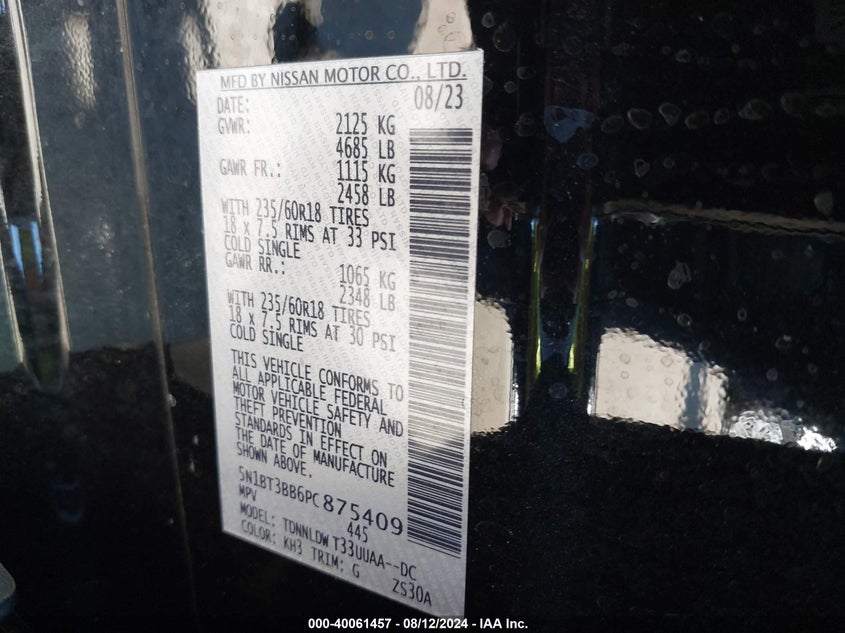 MFD BY NISSAN MOTOR CO., LTD.
DATE: 08/23
GVWR: 2125 KG
4685 LB
GAWR FR.: 1115 KG
2458 LB
WITH 235/60R18 TIRES
18 x 7.5 RIMS AT 33 PSI
COLD SINGLE
GAWR RR.: 1065 KG
2348 LB
WITH 235/60R18 TIRES
18 x 7.5 RIMS AT 30 PSI
COLD SINGLE
THIS VEHICLE CONFORMS TO
ALL APPLICABLE FEDERAL
MOTOR VEHICLE SAFETY AND
THEFT PREVENTION
STANDARDS IN EFFECT ON
THE DATE OF MANUFACTURE
SHOWN ABOVE.
5N1BT3BB6PC875409
MPV 445
MODEL: TDNNLDW T33UUAA--DC
COLOR: KH3 TRIM: G ZS30A
000-40061457 - 08/12/2024 - IAA Inc.